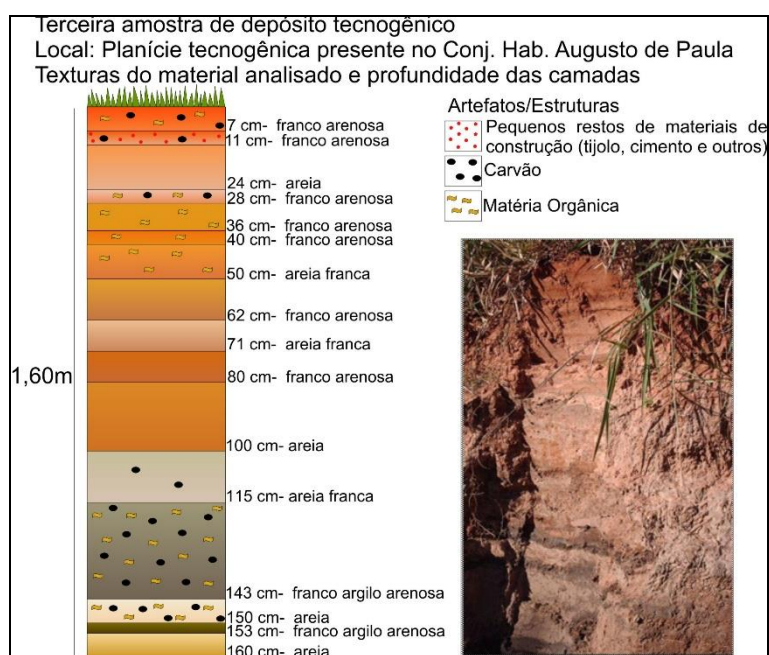 Terceira amostra de depósito tecnogênico
Local: Planície tecnogênica presente no Conj. Hab. Augusto de Paula
Texturas do material analisado e profundidade das camadas
1,60m
7 cm- franco arenosa
11 cm- franco arenosa
24 cm- areia
28 cm- franco arenosa
36 cm- franco arenosa
40 cm- franco arenosa
50 cm- areia franca
62 cm- franco arenosa
71 cm- areia franca
80 cm- franco arenosa
100 cm- areia
115 cm- areia franca
143 cm- franco argilo arenosa
150 cm- areia
153 cm- franco argilo arenosa
160 cm- areia
Artefatos/Estruturas
Pequenos restos de materiais de
construção (tijolo, cimento e outros)
Carvão
Matéria Orgânica